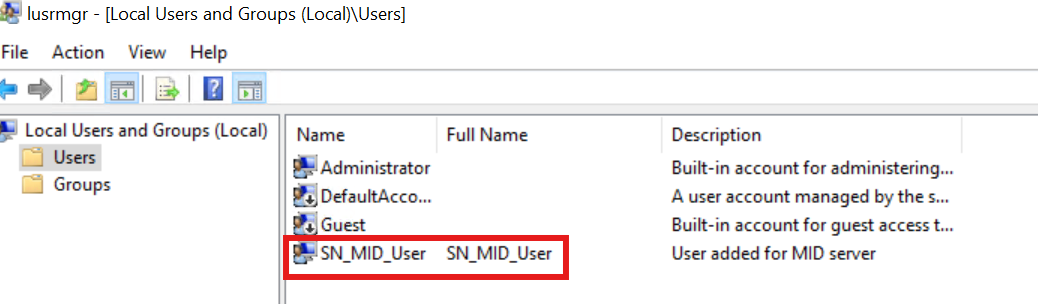 lusrmgr - [Local Users and Groups (Local)\Users]
File Action View Help
Local Users and Groups (Local)
Users
Groups
Name Full Name Description
Administrator Built-in account for administering...
DefaultAcco... A user account managed by the s...
Guest Built-in account for guest access t...
SN_MID_User SN_MID_User User added for MID server